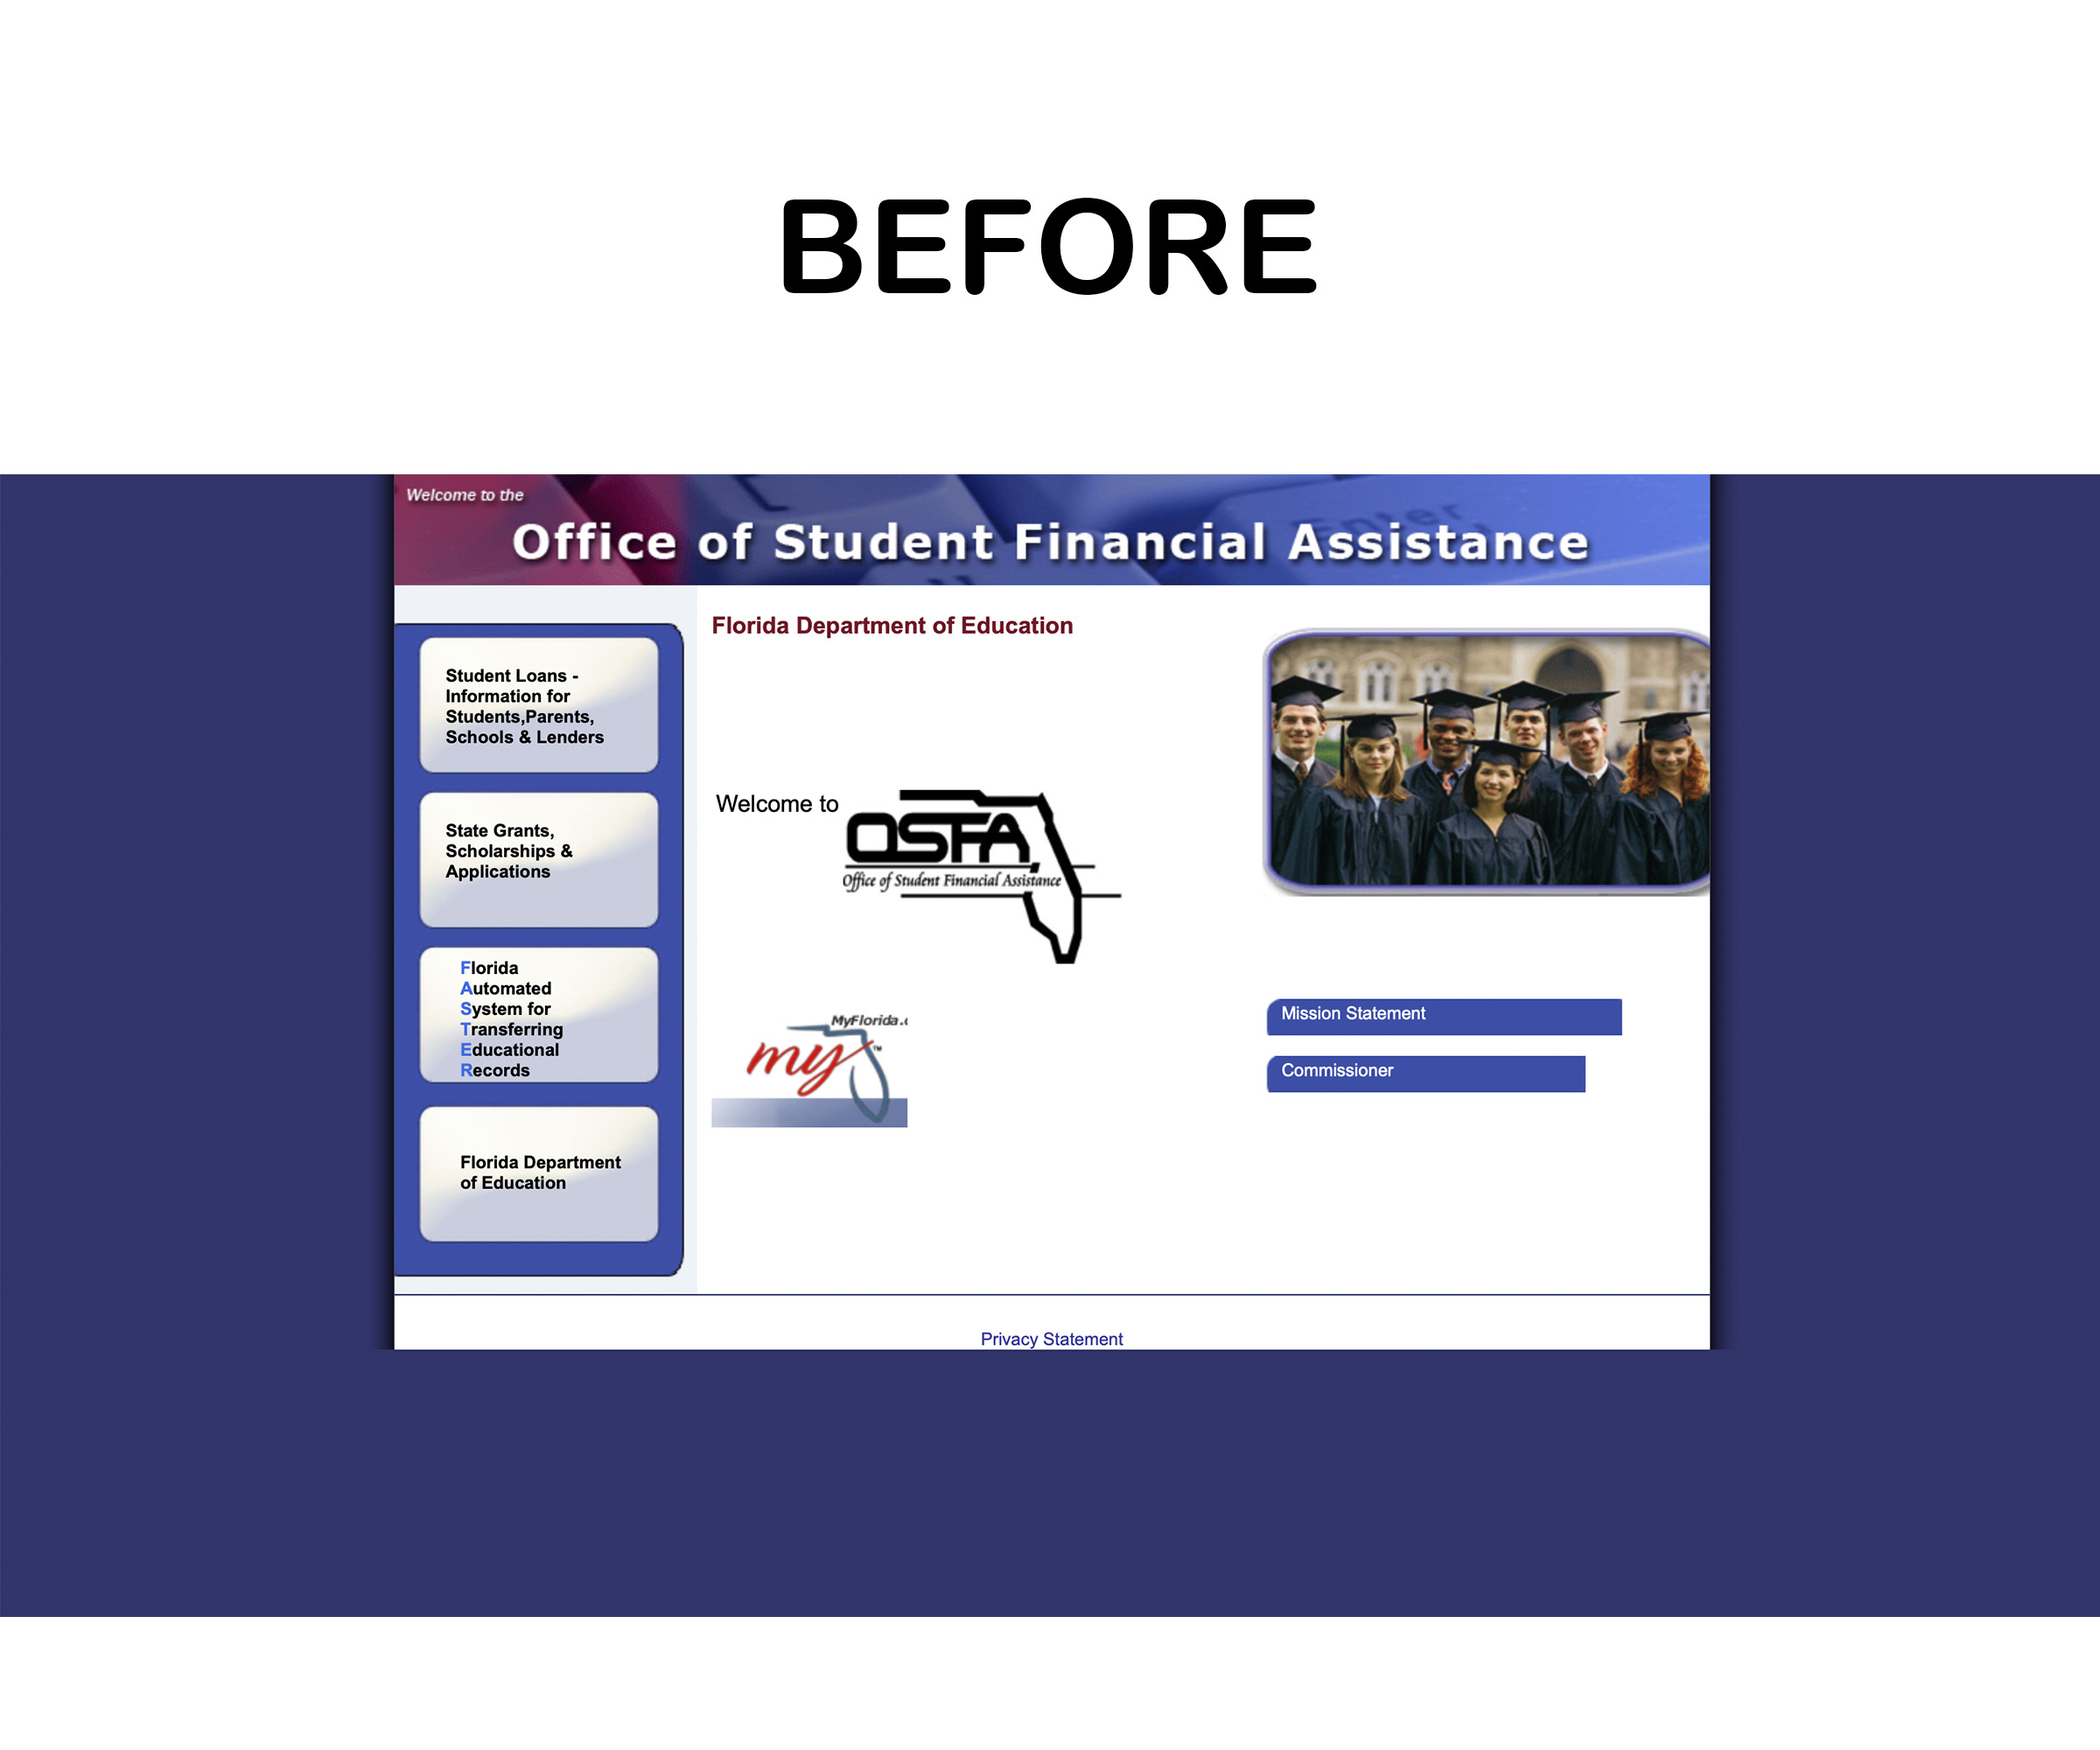 BEFORE
Welcome to the
Office of Student Financial Assistance
Florida Department of Education
Student Loans -
Information for
Students,Parents,
Schools & Lenders
State Grants,
Scholarships &
Applications
Florida
Automated
System for
Transferring
Educational
Records
Florida Department
of Education
Welcome to
OSFA
Office of Student Financial Assistance
MyFlorida.
my
TM
Mission Statement
Commissioner
Privacy Statement